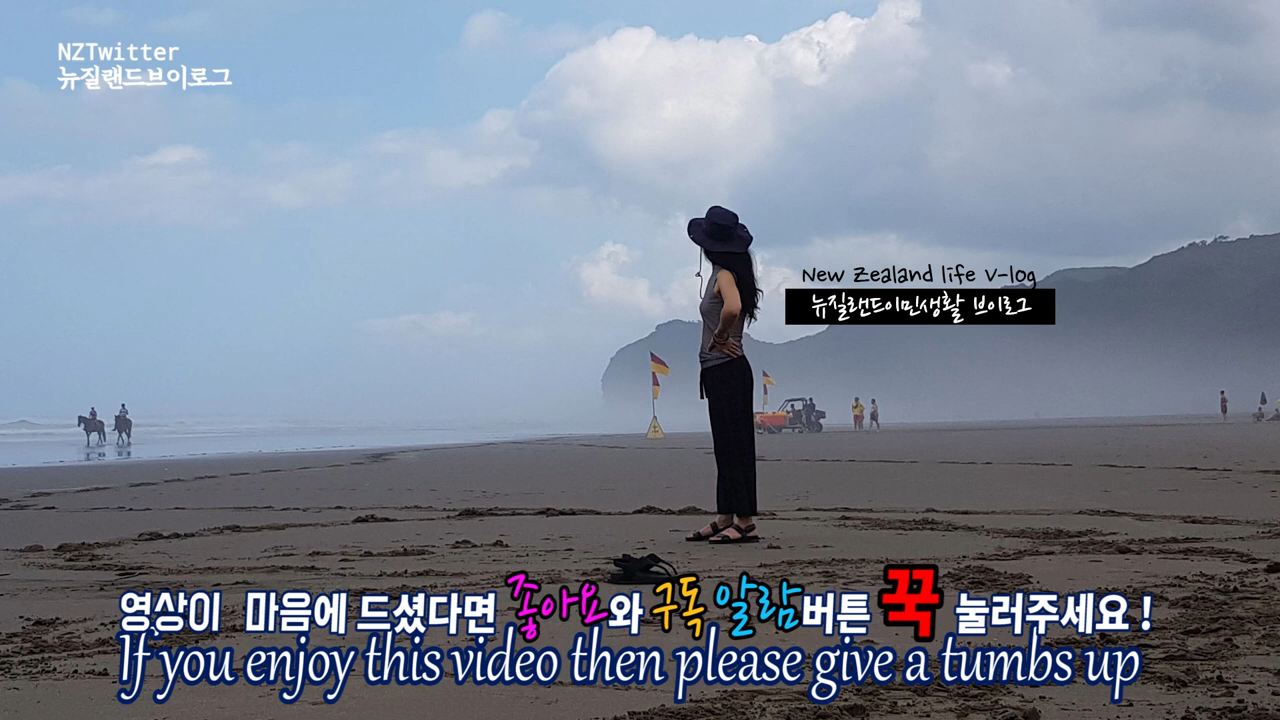 NZTwitter
뉴질랜드브이로그
New Zealand life V-log
뉴질랜드이민생활 브이로그
영상이 마음에 드셨다면 좋아요와 구독 알람버튼 꾹 눌러주세요 !
If you enjoy this video then please give a tumbs up